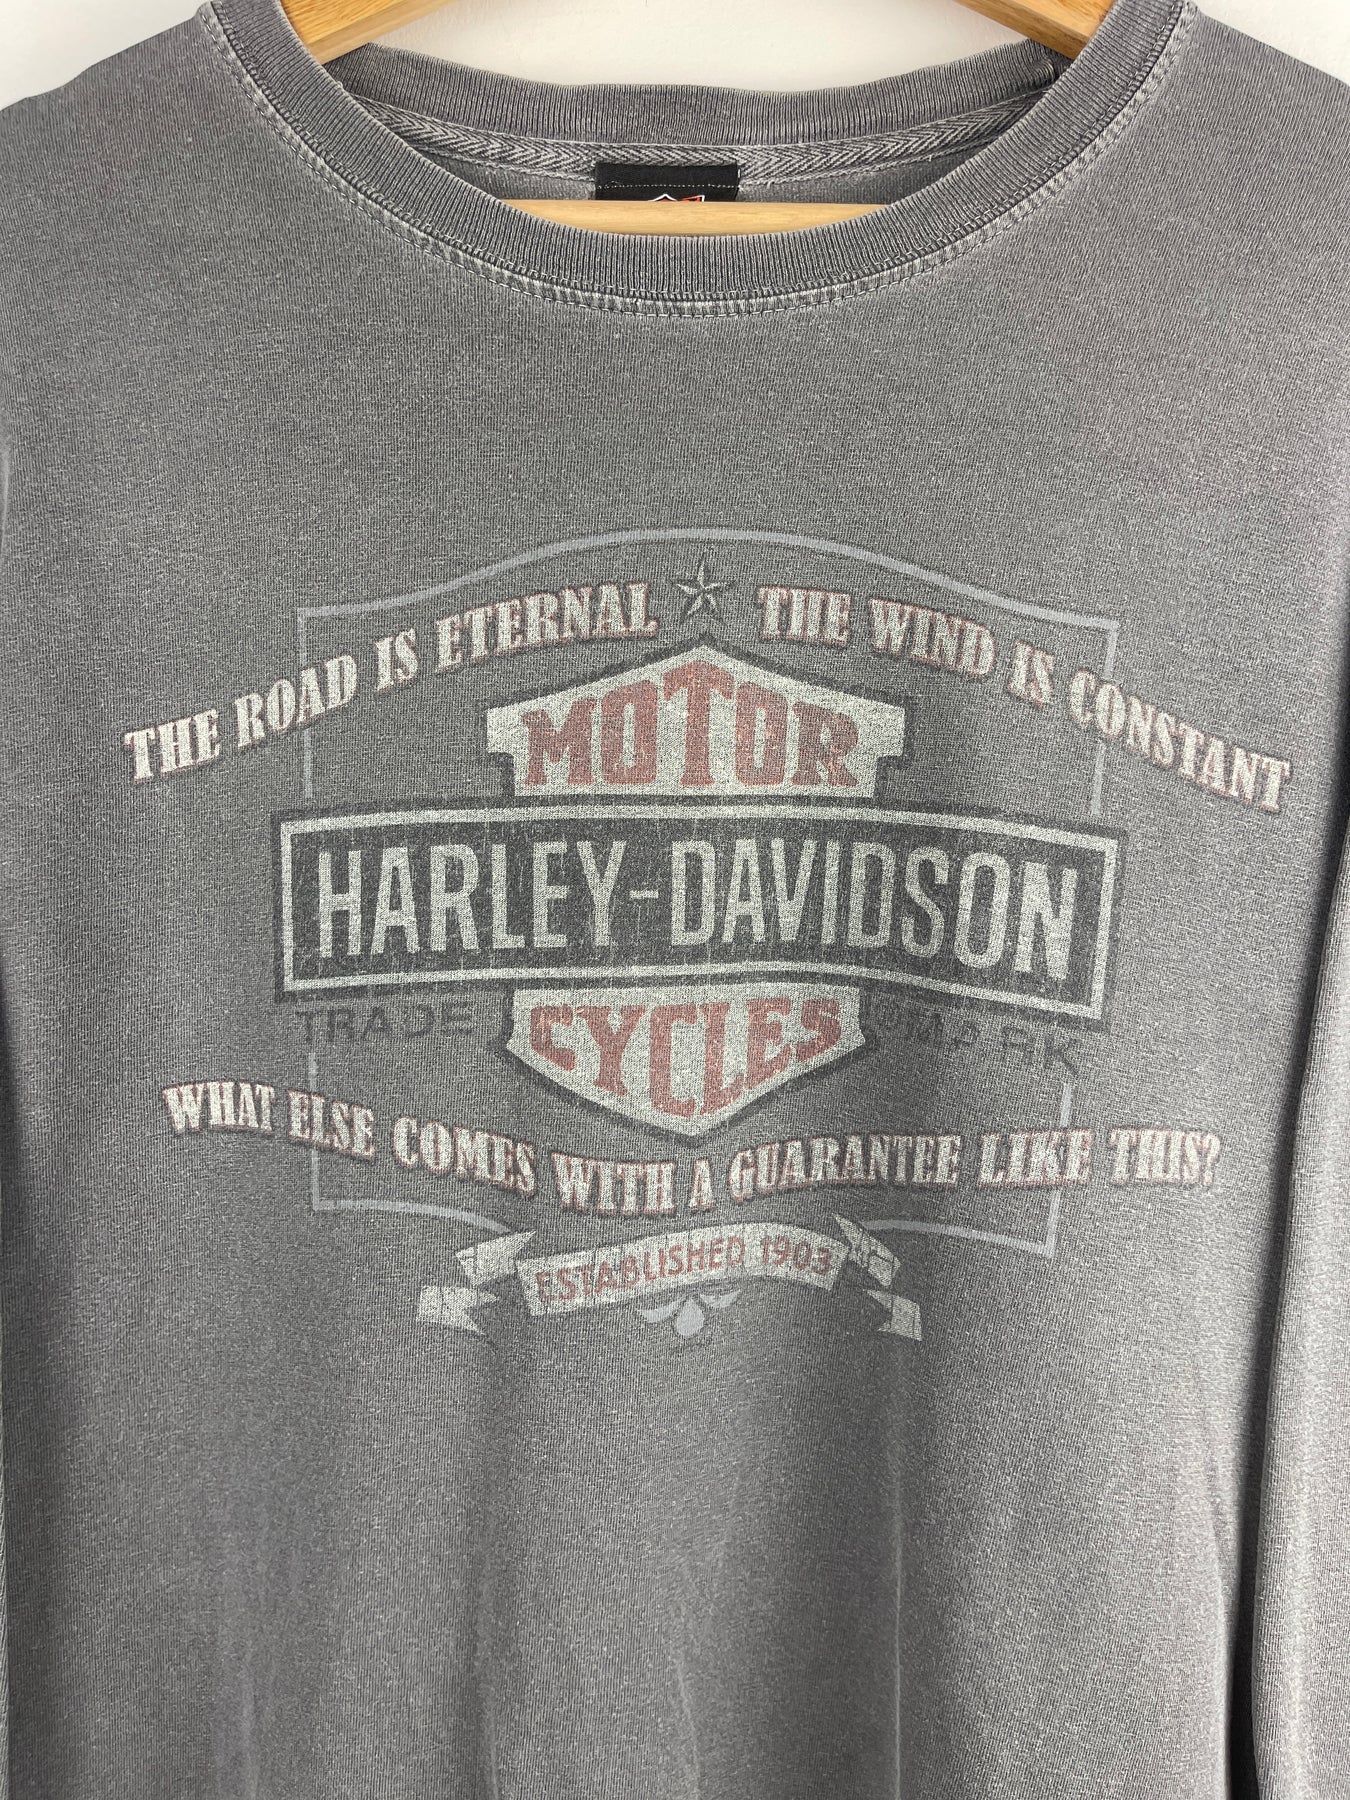 THE ROAD IS ETERNAL THE WIND IS CONSTANT
MOTOR
HARLEY-DAVIDSON
CYCLES
TRADE MARK
WHAT ELSE COMES WITH A GUARANTEE LIKE THIS?
ESTABLISHED 1903